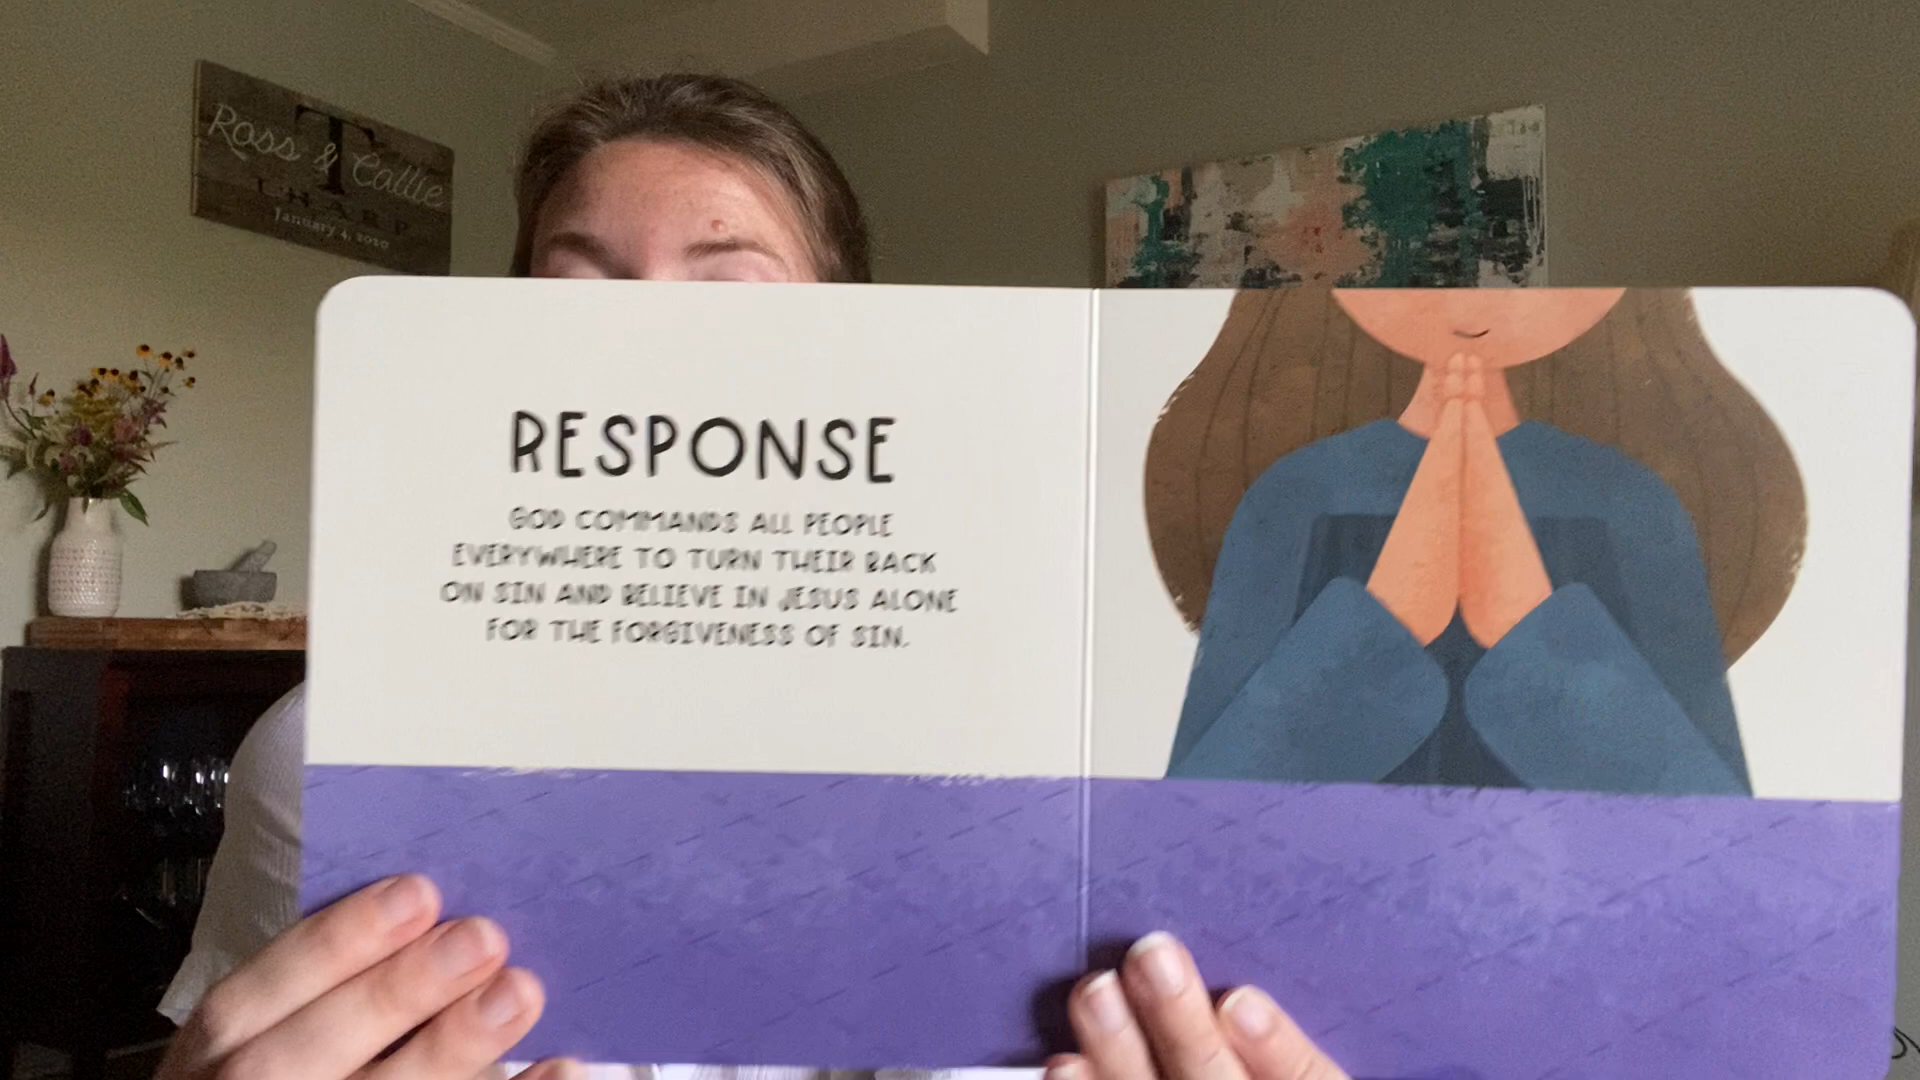 Ross & Callie
T
THARP
January 4, 2020
RESPONSE
GOD COMMANDS ALL PEOPLE
EVERYWHERE TO TURN THEIR BACK
ON SIN AND BELIEVE IN JESUS ALONE
FOR THE FORGIVENESS OF SIN.